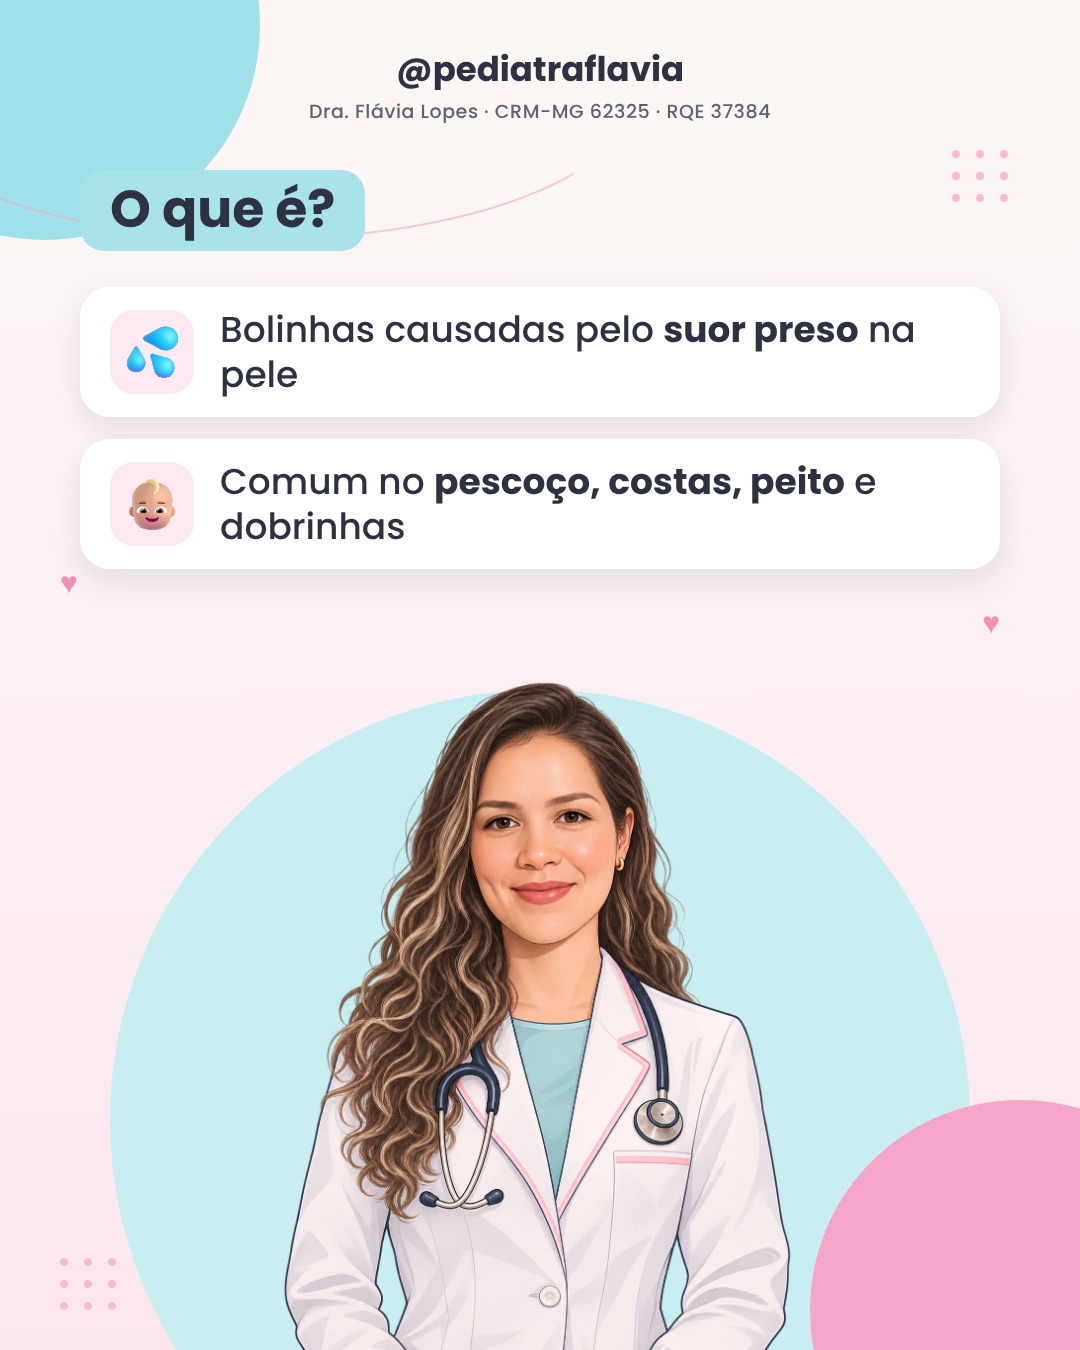 @pediatraflavia
Dra. Flávia Lopes · CRM-MG 62325 · RQE 37384
O que é?
Bolinhas causadas pelo suor preso na
pele
Comum no pescoço, costas, peito e
dobrinhas